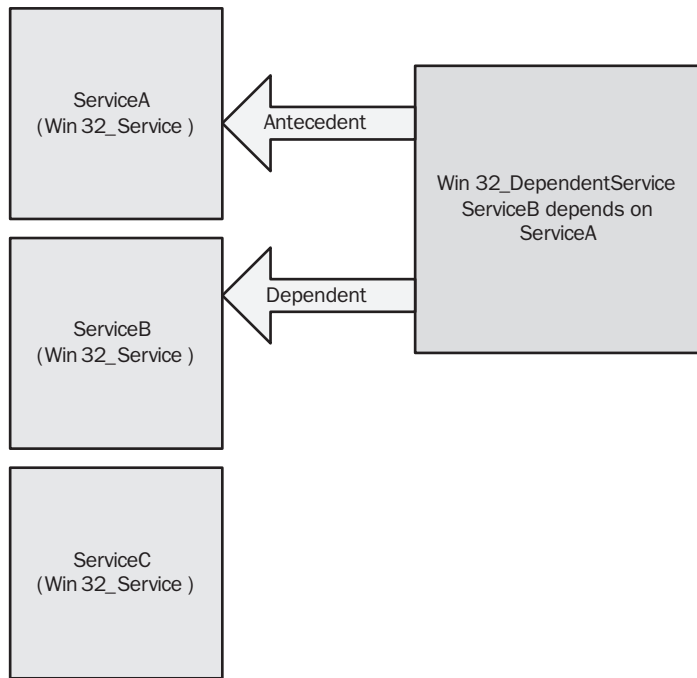 ServiceA
(Win 32_Service )
Antecedent
Win 32_DependentService
ServiceB depends on
ServiceA
ServiceB
(Win 32_Service )
Dependent
ServiceC
(Win 32_Service )